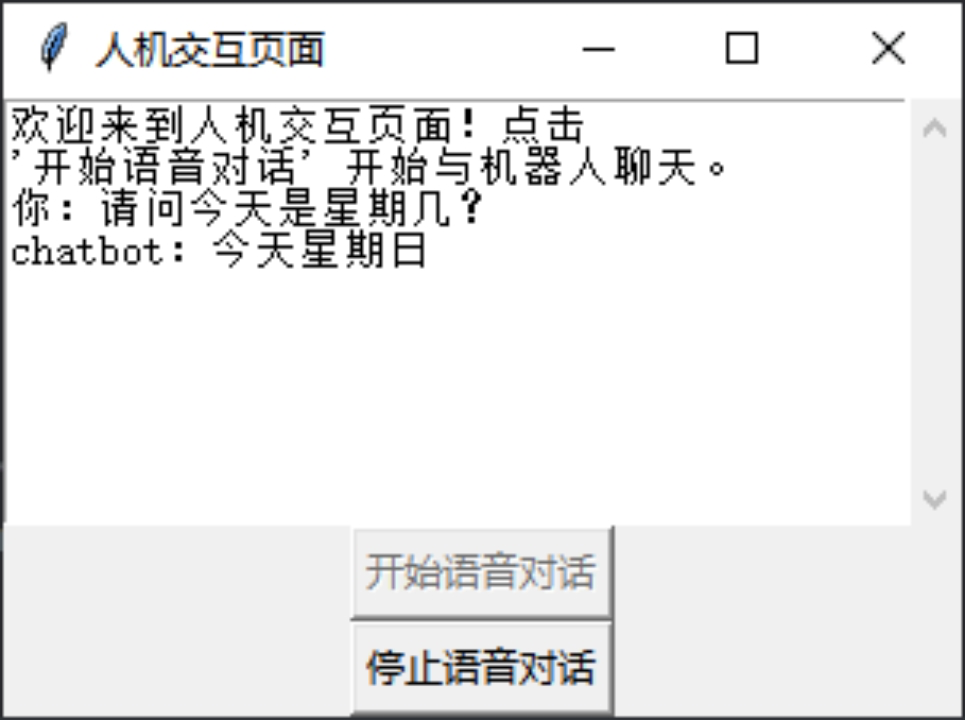 人机交互页面
欢迎来到人机交互页面！点击
'开始语音对话' 开始与机器人聊天。
你：请问今天是星期几？
chatbot: 今天星期日
开始语音对话
停止语音对话